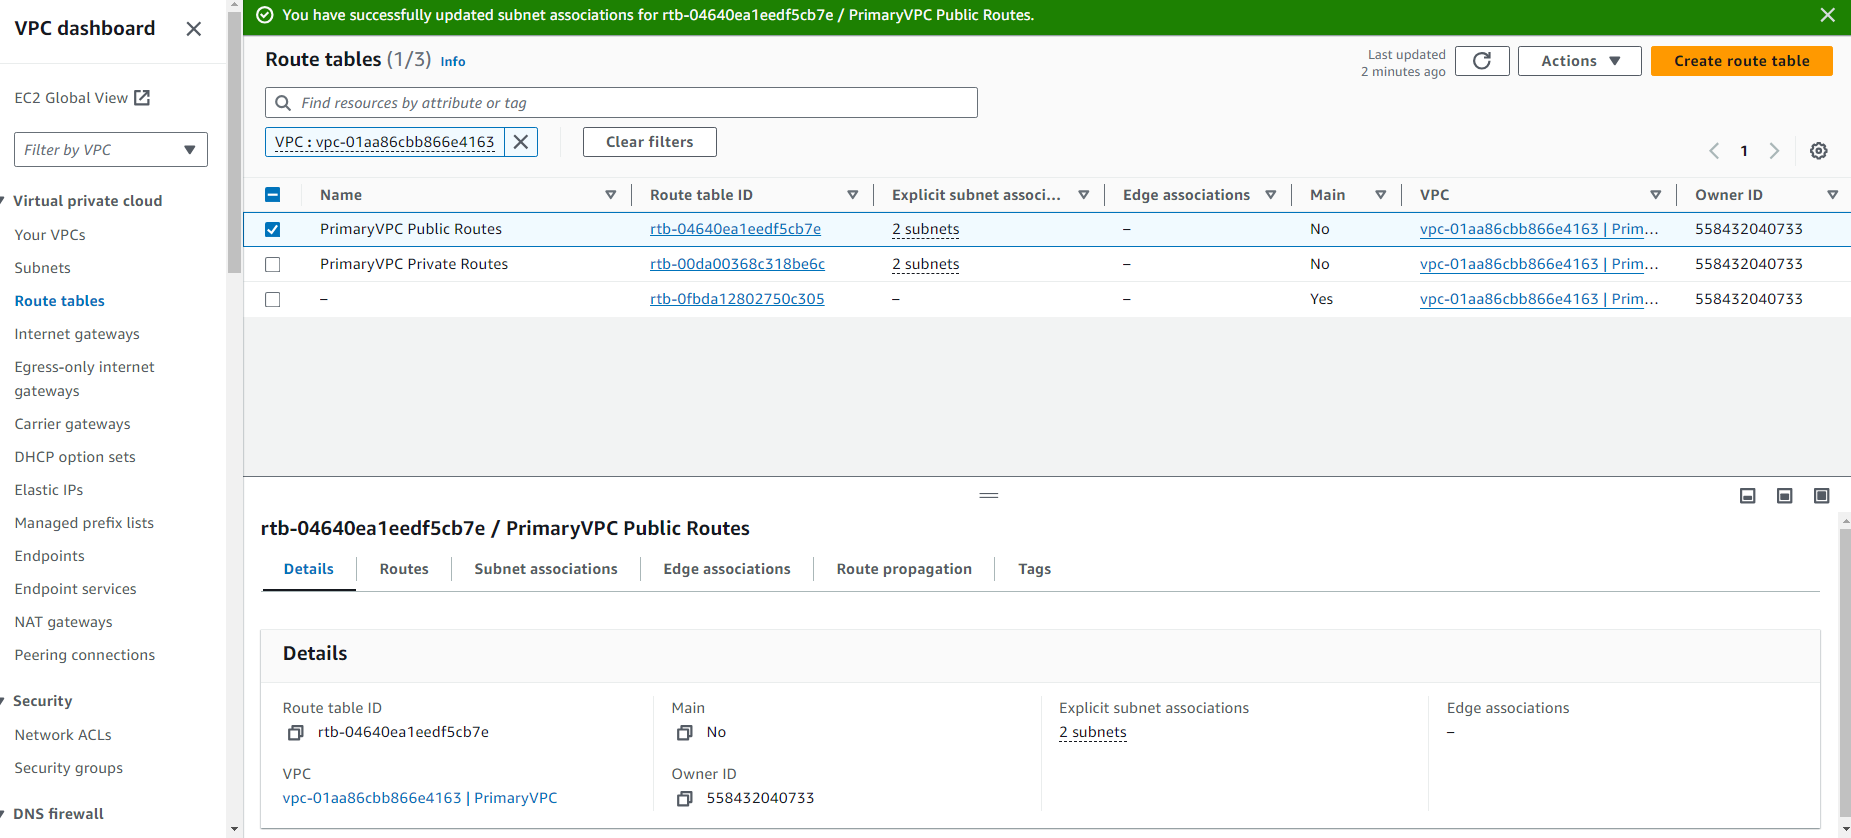 VPC dashboard
EC2 Global View
Filter by VPC
Virtual private cloud
Your VPCs
Subnets
Route tables
Internet gateways
Egress-only internet
gateways
Carrier gateways
DHCP option sets
Elastic IPs
Managed prefix lists
Endpoints
Endpoint services
NAT gateways
Peering connections
Security
Network ACLs
Security groups
DNS firewall
You have successfully updated subnet associations for rtb-04640ea1eedf5cb7e / PrimaryVPC Public Routes.
Route tables (1/3) Info
Last updated
2 minutes ago
Actions
Create route table
Find resources by attribute or tag
VPC : vpc-01aa86cbb866e4163
Clear filters
1
Name Route table ID Explicit subnet associ... Edge associations Main VPC Owner ID
PrimaryVPC Public Routes rtb-04640ea1eedf5cb7e 2 subnets – No vpc-01aa86cbb866e4163 | Prim... 558432040733
PrimaryVPC Private Routes rtb-00da00368c318be6c 2 subnets – No vpc-01aa86cbb866e4163 | Prim... 558432040733
– rtb-0fbda12802750c305 – – Yes vpc-01aa86cbb866e4163 | Prim... 558432040733
rtb-04640ea1eedf5cb7e / PrimaryVPC Public Routes
Details Routes Subnet associations Edge associations Route propagation Tags
Details
Route table ID
rtb-04640ea1eedf5cb7e
Main
No
Explicit subnet associations
2 subnets
Edge associations
–
VPC
vpc-01aa86cbb866e4163 | PrimaryVPC
Owner ID
558432040733